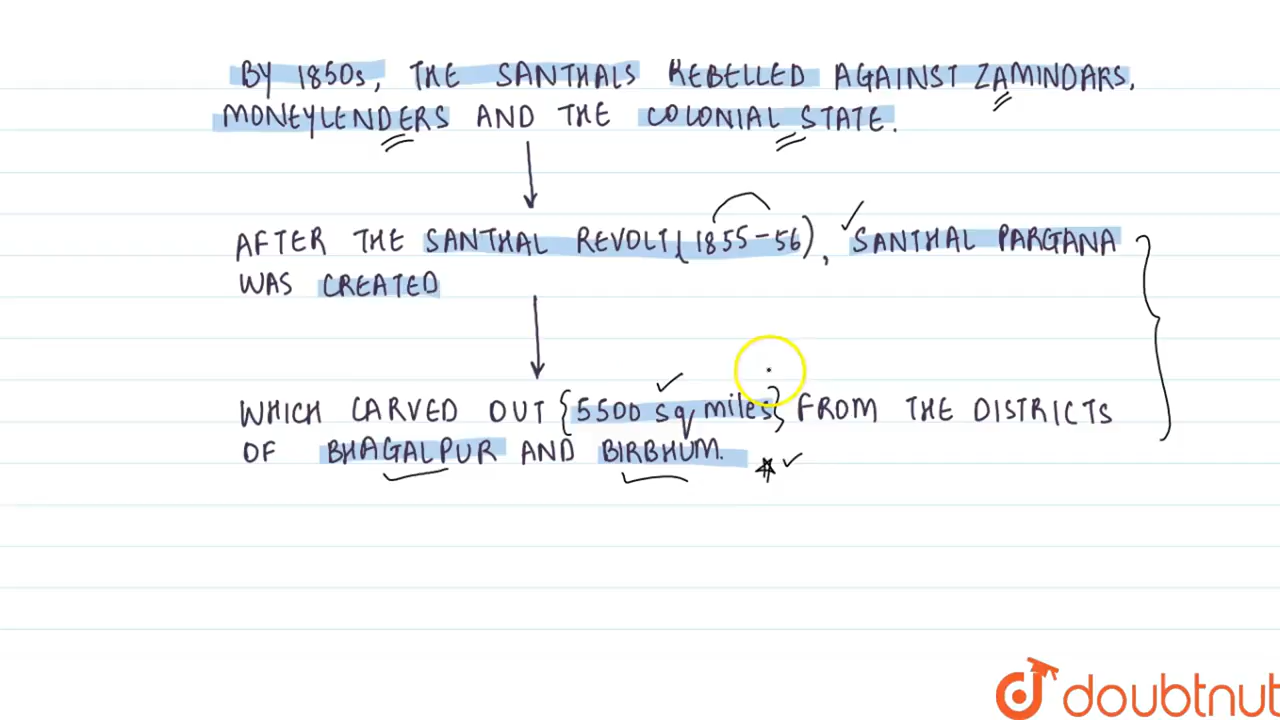 BY 1850s, THE SANTHALS REBELLED AGAINST ZAMINDARS,
MONEYLENDERS AND THE COLONIAL STATE.
AFTER THE SANTHAL REVOLT (1855-56), SANTHAL PARGANA
WAS CREATED
WHICH CARVED OUT {5500 sq miles} FROM THE DISTRICTS
OF BHAGALPUR AND BIRBHUM.
doubtnut